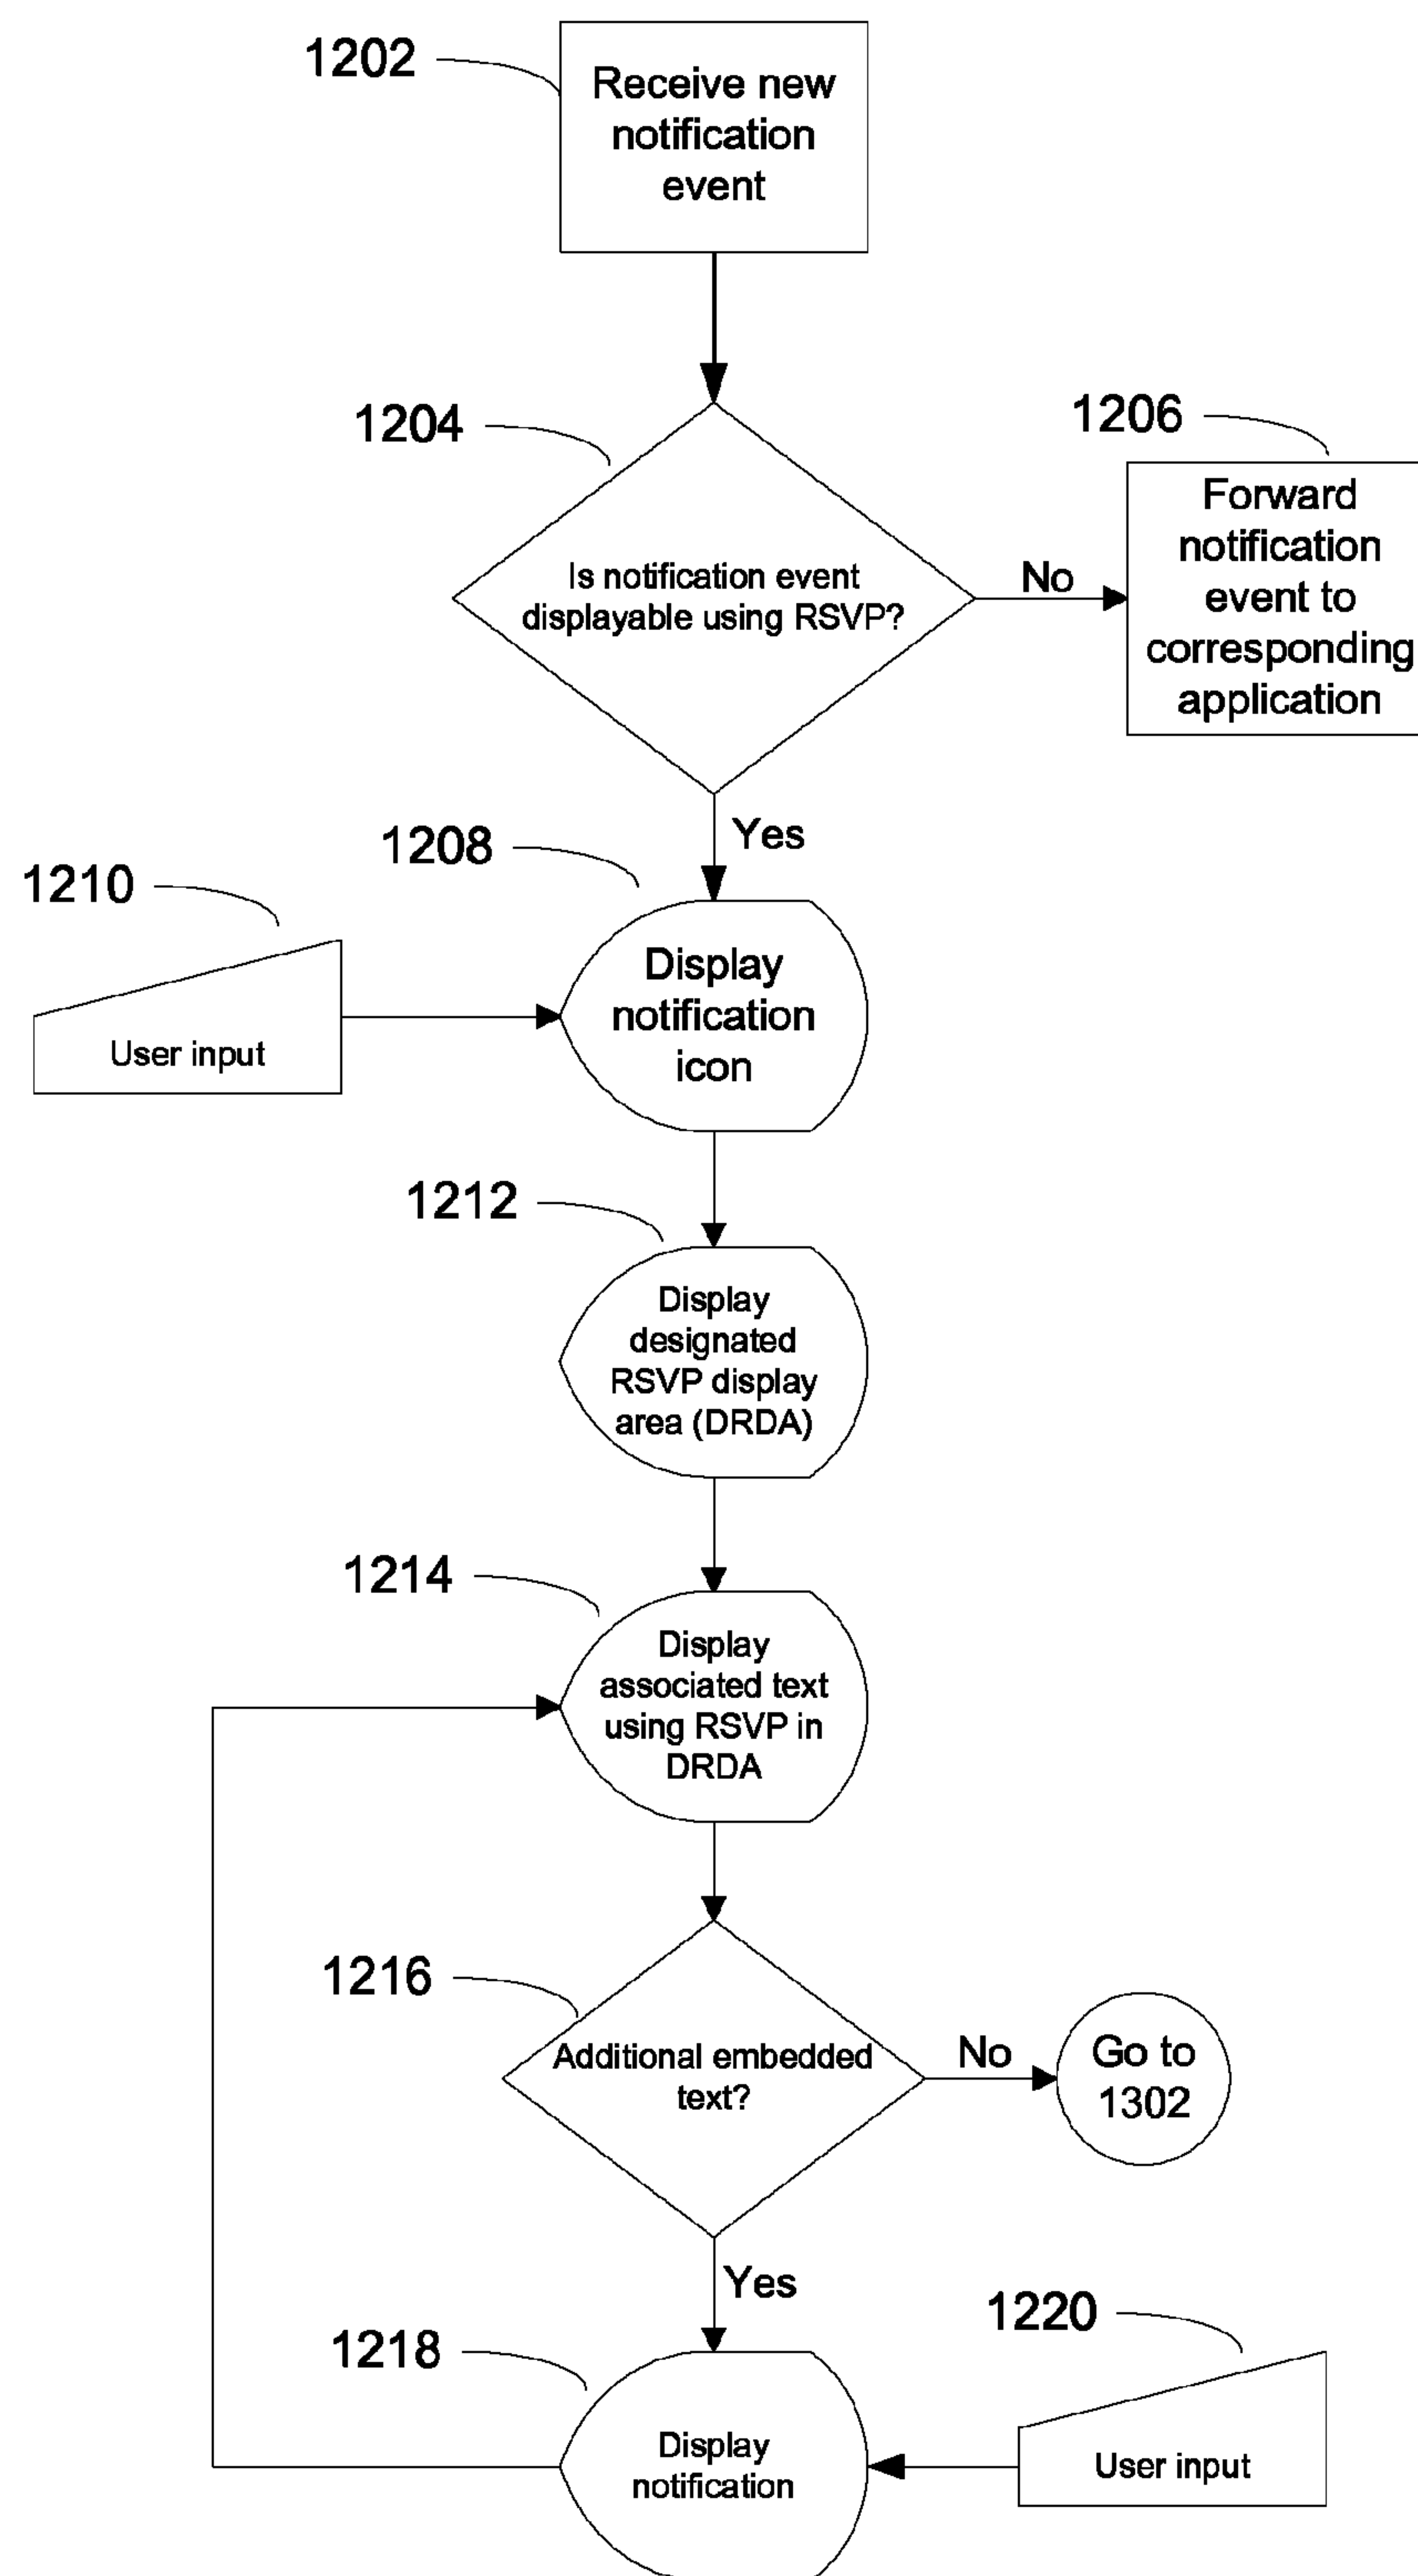 1202
Receive new
notification
event
1204
Is notification event
displayable using RSVP?
No
1206
Forward
notification
event to
corresponding
application
Yes
1208
Display
notification
icon
1210
User input
1212
Display
designated
RSVP display
area (DRDA)
1214
Display
associated text
using RSVP in
DRDA
1216
Additional embedded
text?
No
Go to
1302
Yes
1218
Display
notification
1220
User input